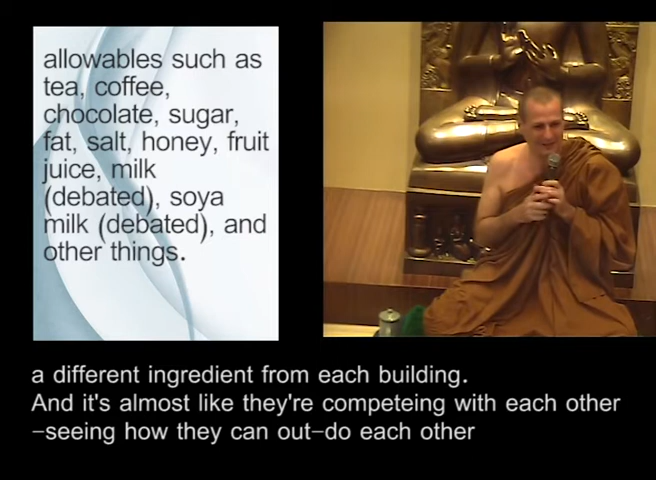 allowables such as
tea, coffee,
chocolate, sugar,
fat, salt, honey, fruit
juice, milk
(debated), soya
milk (debated), and
other things.
a different ingredient from each building.
And it's almost like they're competeing with each other
–seeing how they can out–do each other